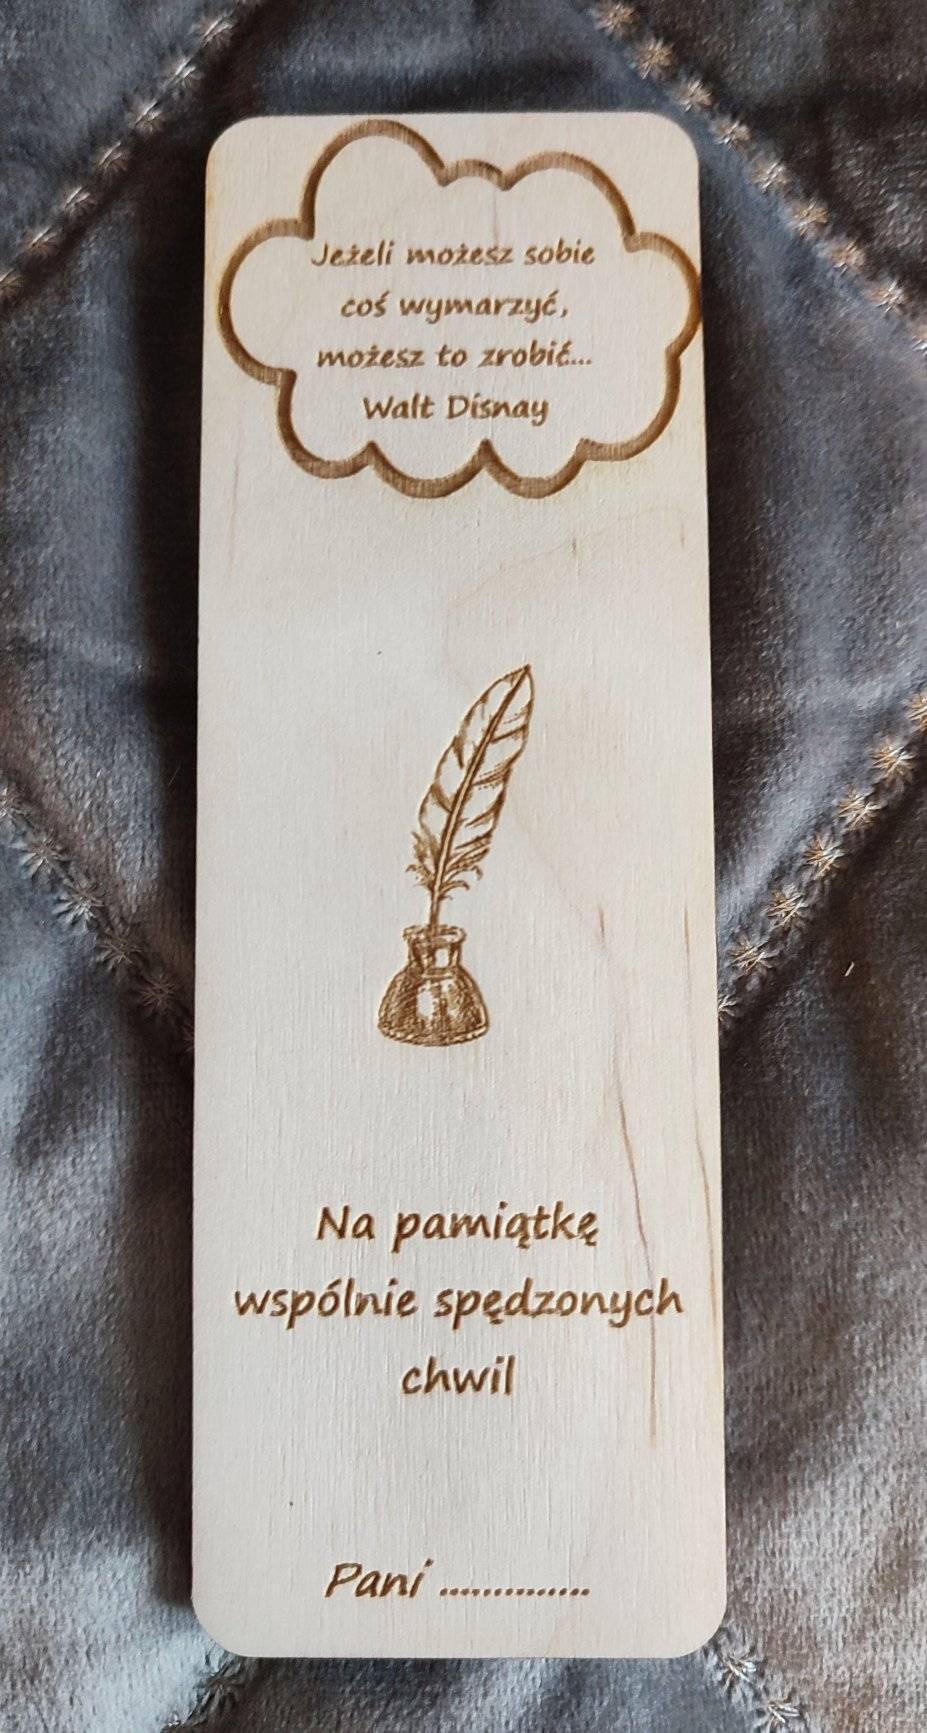 Jeżeli możesz sobie
coś wymarzyć,
możesz to zrobić...
Walt Disnay
Na pamiątkę
wspólnie spędzonych
chwil
Pani ..............